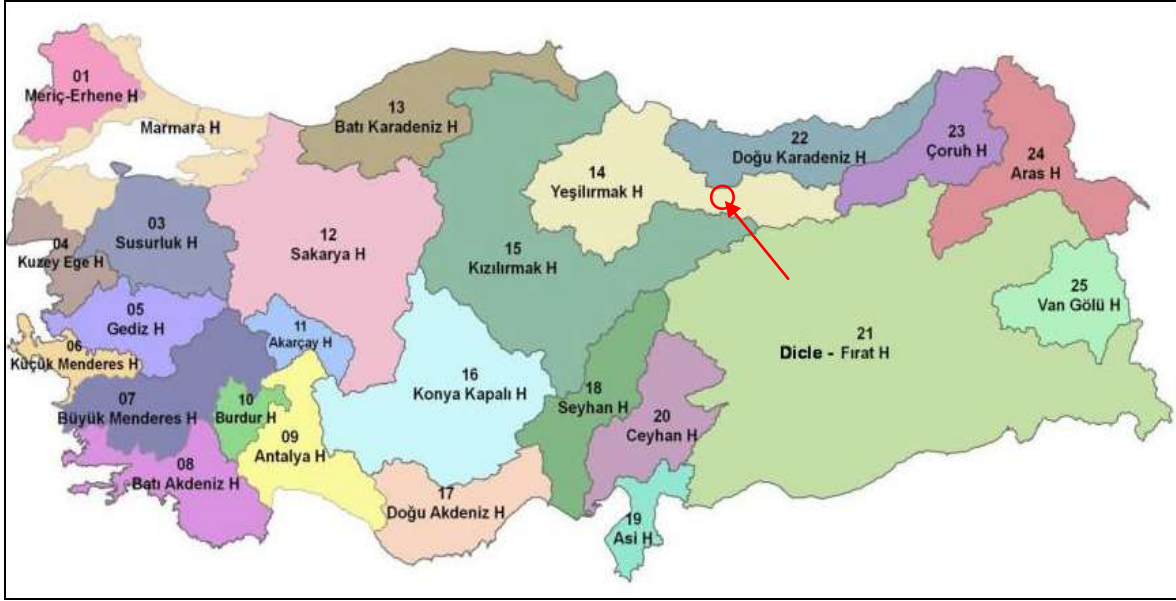 01
Meriç-Erhene H
Marmara H
13
Batı Karadeniz H
14
Yeşilırmak H
22
Doğu Karadeniz H
23
Çoruh H
24
Aras H
03
Susurluk H
04
Kuzey Ege H
12
Sakarya H
15
Kızılırmak H
25
Van Gölü H
05
Gediz H
11
Akarçay H
06
Küçük Menderes H
21
Dicle - Fırat H
16
Konya Kapalı H
18
Seyhan H
07
Büyük Menderes H
10
Burdur H
20
Ceyhan H
09
Antalya H
08
Batı Akdeniz H
17
Doğu Akdeniz H
19
Asi H